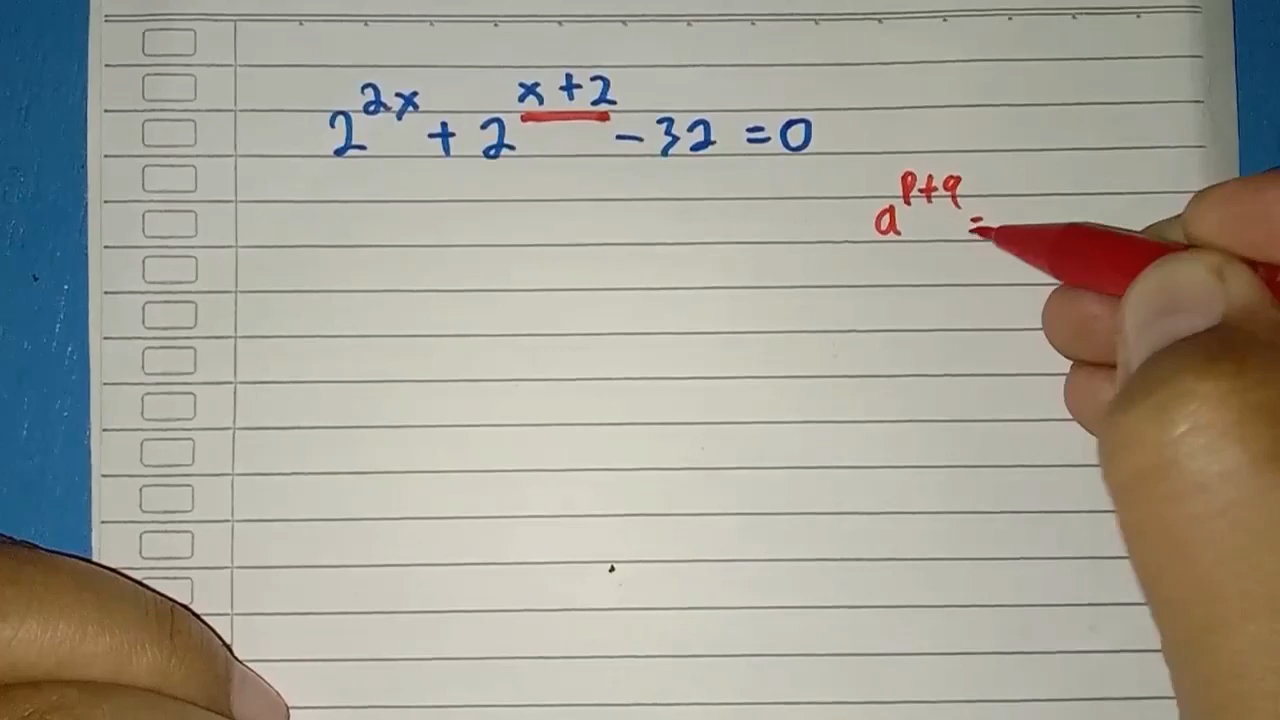 2^{2x} + 2^{x+2} - 32 = 0
a^{p+q} =